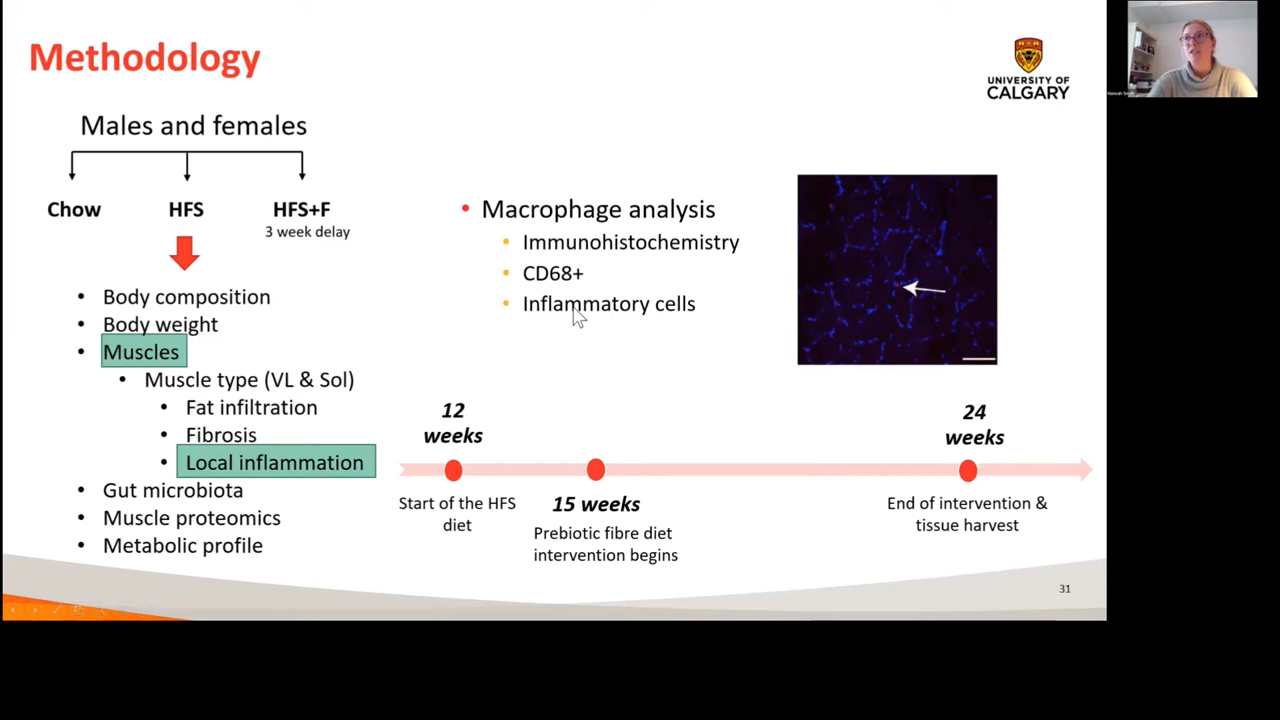 Methodology
UNIVERSITY OF
CALGARY
Hannah Smith
Males and females
Chow
HFS
HFS+F
3 week delay
• Body composition
• Body weight
• Muscles
• Muscle type (VL & Sol)
• Fat infiltration
• Fibrosis
• Local inflammation
• Gut microbiota
• Muscle proteomics
• Metabolic profile
• Macrophage analysis
• Immunohistochemistry
• CD68+
• Inflammatory cells
12
weeks
Start of the HFS
diet
15 weeks
Prebiotic fibre diet
intervention begins
24
weeks
End of intervention &
tissue harvest
31